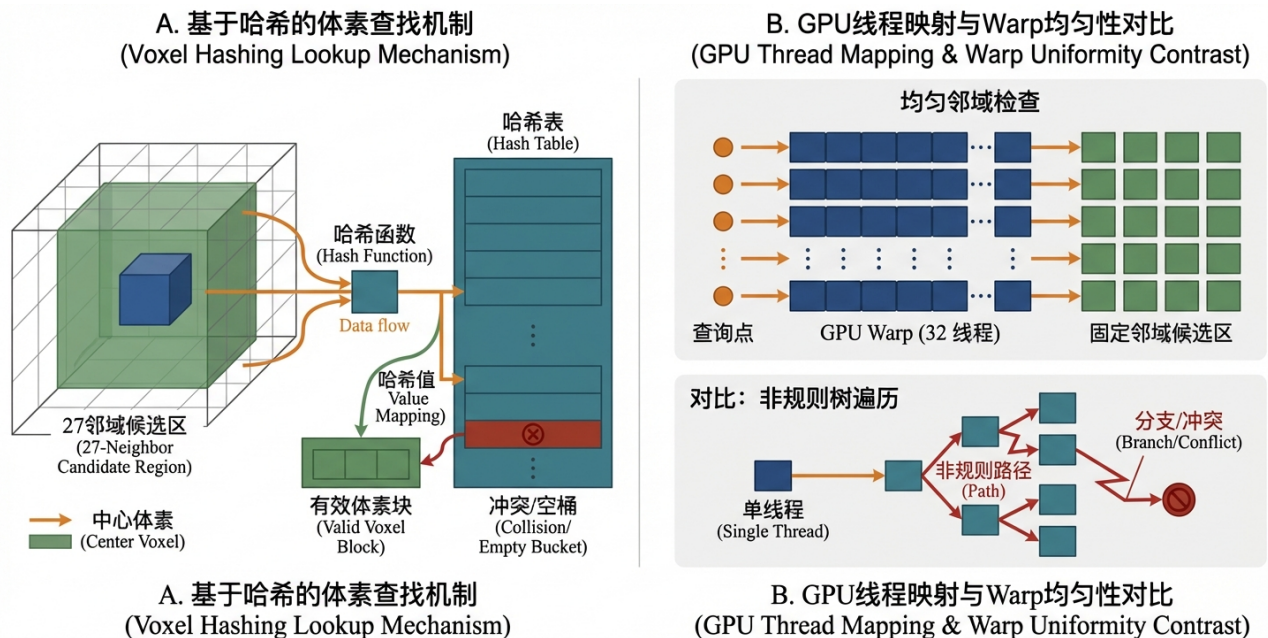 A. 基于哈希的体素查找机制
(Voxel Hashing Lookup Mechanism)
哈希表
(Hash Table)
哈希函数
(Hash Function)
Data flow
哈希值
Value
Mapping)
27邻域候选区
(27-Neighbor
Candidate Region)
有效体素块
(Valid Voxel
Block)
冲突/空桶
(Collision/
Empty Bucket)
中心体素
(Center Voxel)
A. 基于哈希的体素查找机制
(Voxel Hashing Lookup Mechanism)
B. GPU线程映射与Warp均匀性对比
(GPU Thread Mapping & Warp Uniformity Contrast)
均匀邻域检查
查询点
GPU Warp (32 线程)
固定邻域候选区
对比：非规则树遍历
单线程
(Single Thread)
非规则路径
(Path)
分支/冲突
(Branch/Conflict)
B. GPU线程映射与Warp均匀性对比
(GPU Thread Mapping & Warp Uniformity Contrast)